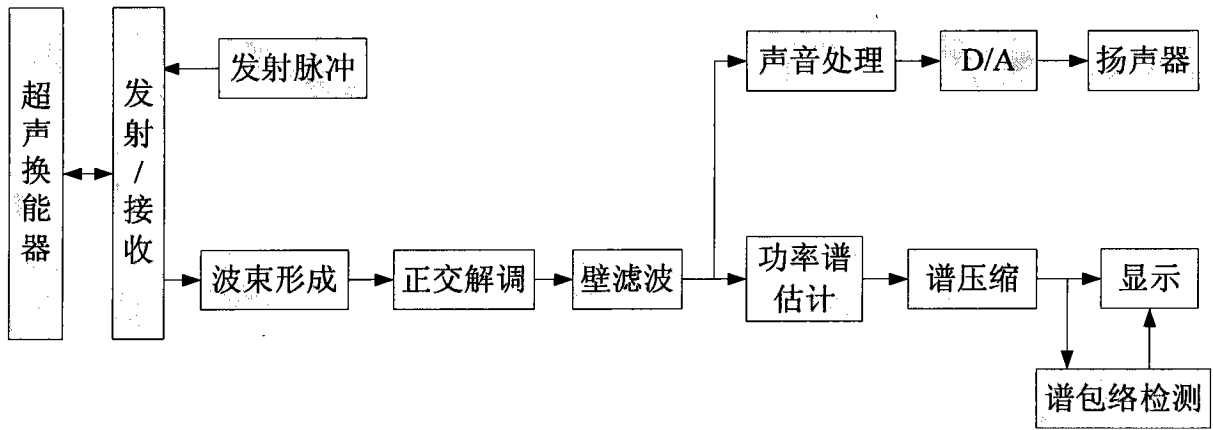 超声换能器
发射/接收
发射脉冲
波束形成
正交解调
壁滤波
声音处理
D/A
扬声器
功率谱
估计
谱压缩
显示
谱包络检测